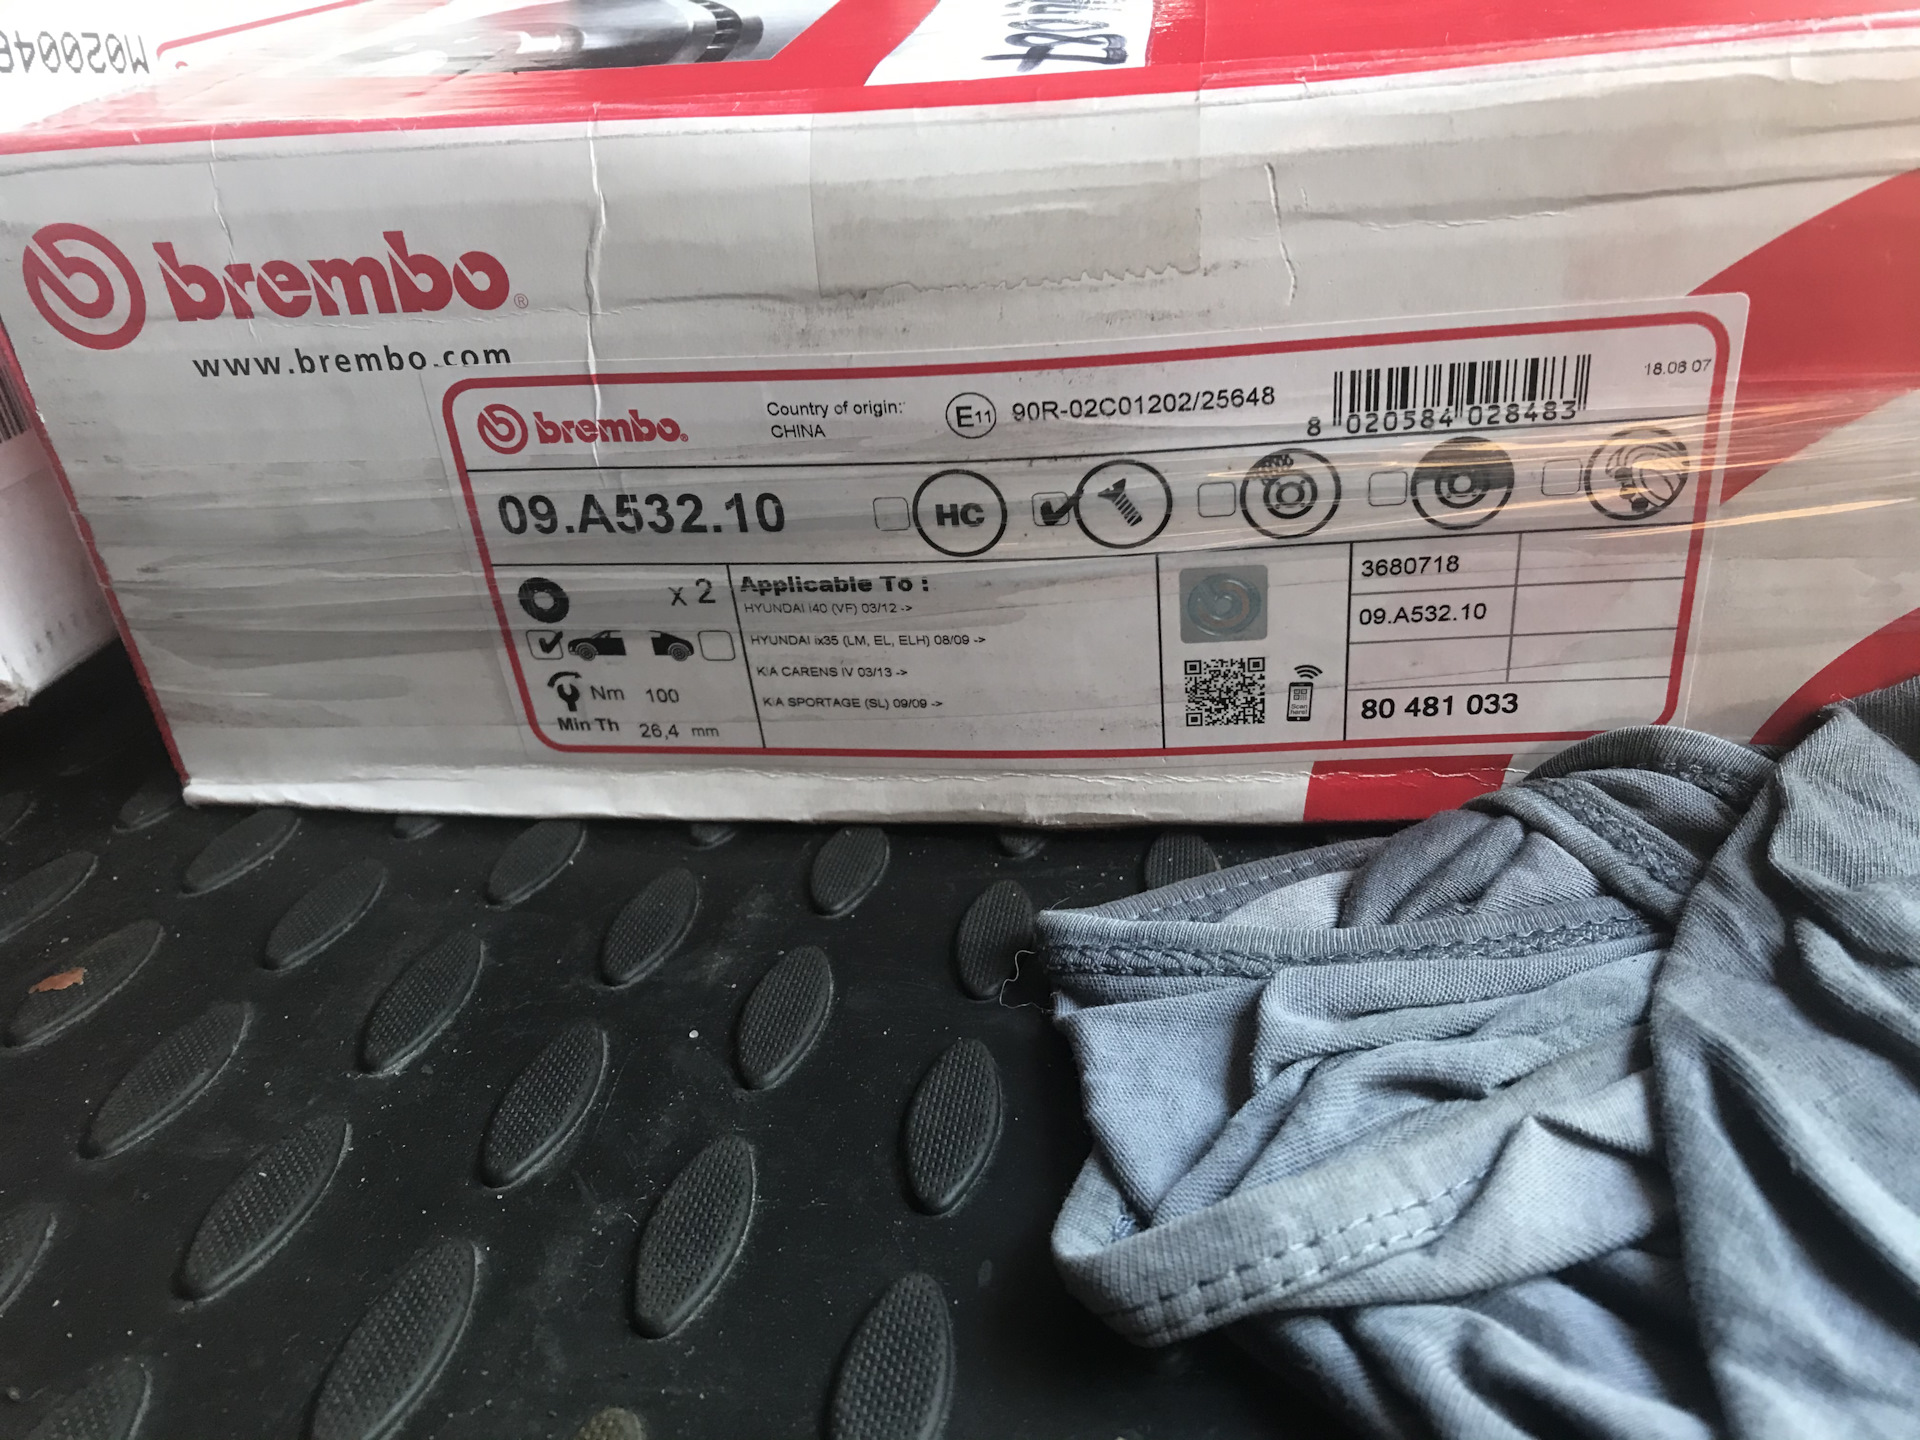 brembo®
www.brembo.com
brembo®
Country of origin:
CHINA
E11 90R-02C01202/25648
8 020584 028483
18.06 07
09.A532.10
HC
x 2
Applicable To :
HYUNDAI i40 (VF) 03/12 ->
HYUNDAI ix35 (LM, EL, ELH) 08/09 ->
KIA CARENS IV 03/13 ->
KIA SPORTAGE (SL) 09/09 ->
Nm 100
Min Th 26,4 mm
Scan here!
3680718
09.A532.10
80 481 033